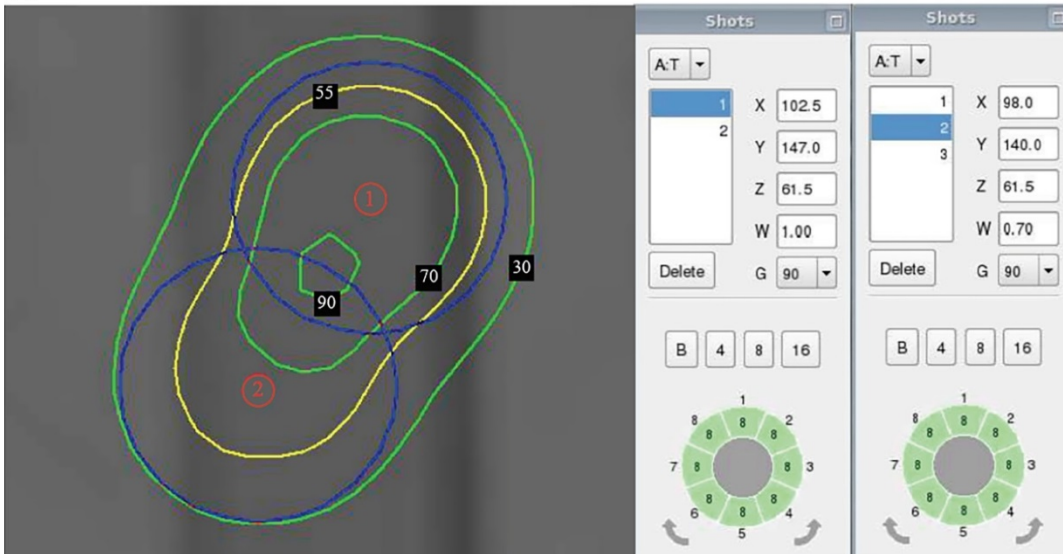 55
1
2
90
70
30
Shots
A:T
1
2
X 102.5
Y 147.0
Z 61.5
W 1.00
Delete
G 90
B 4 8 16
1
8 8 2
8 8
7 8 8 3
8 8
6 8 4
5
Shots
A:T
1
2
3
X 98.0
Y 140.0
Z 61.5
W 0.70
Delete
G 90
B 4 8 16
1
8 8 2
8 8
7 8 8 3
8 8
6 8 4
5